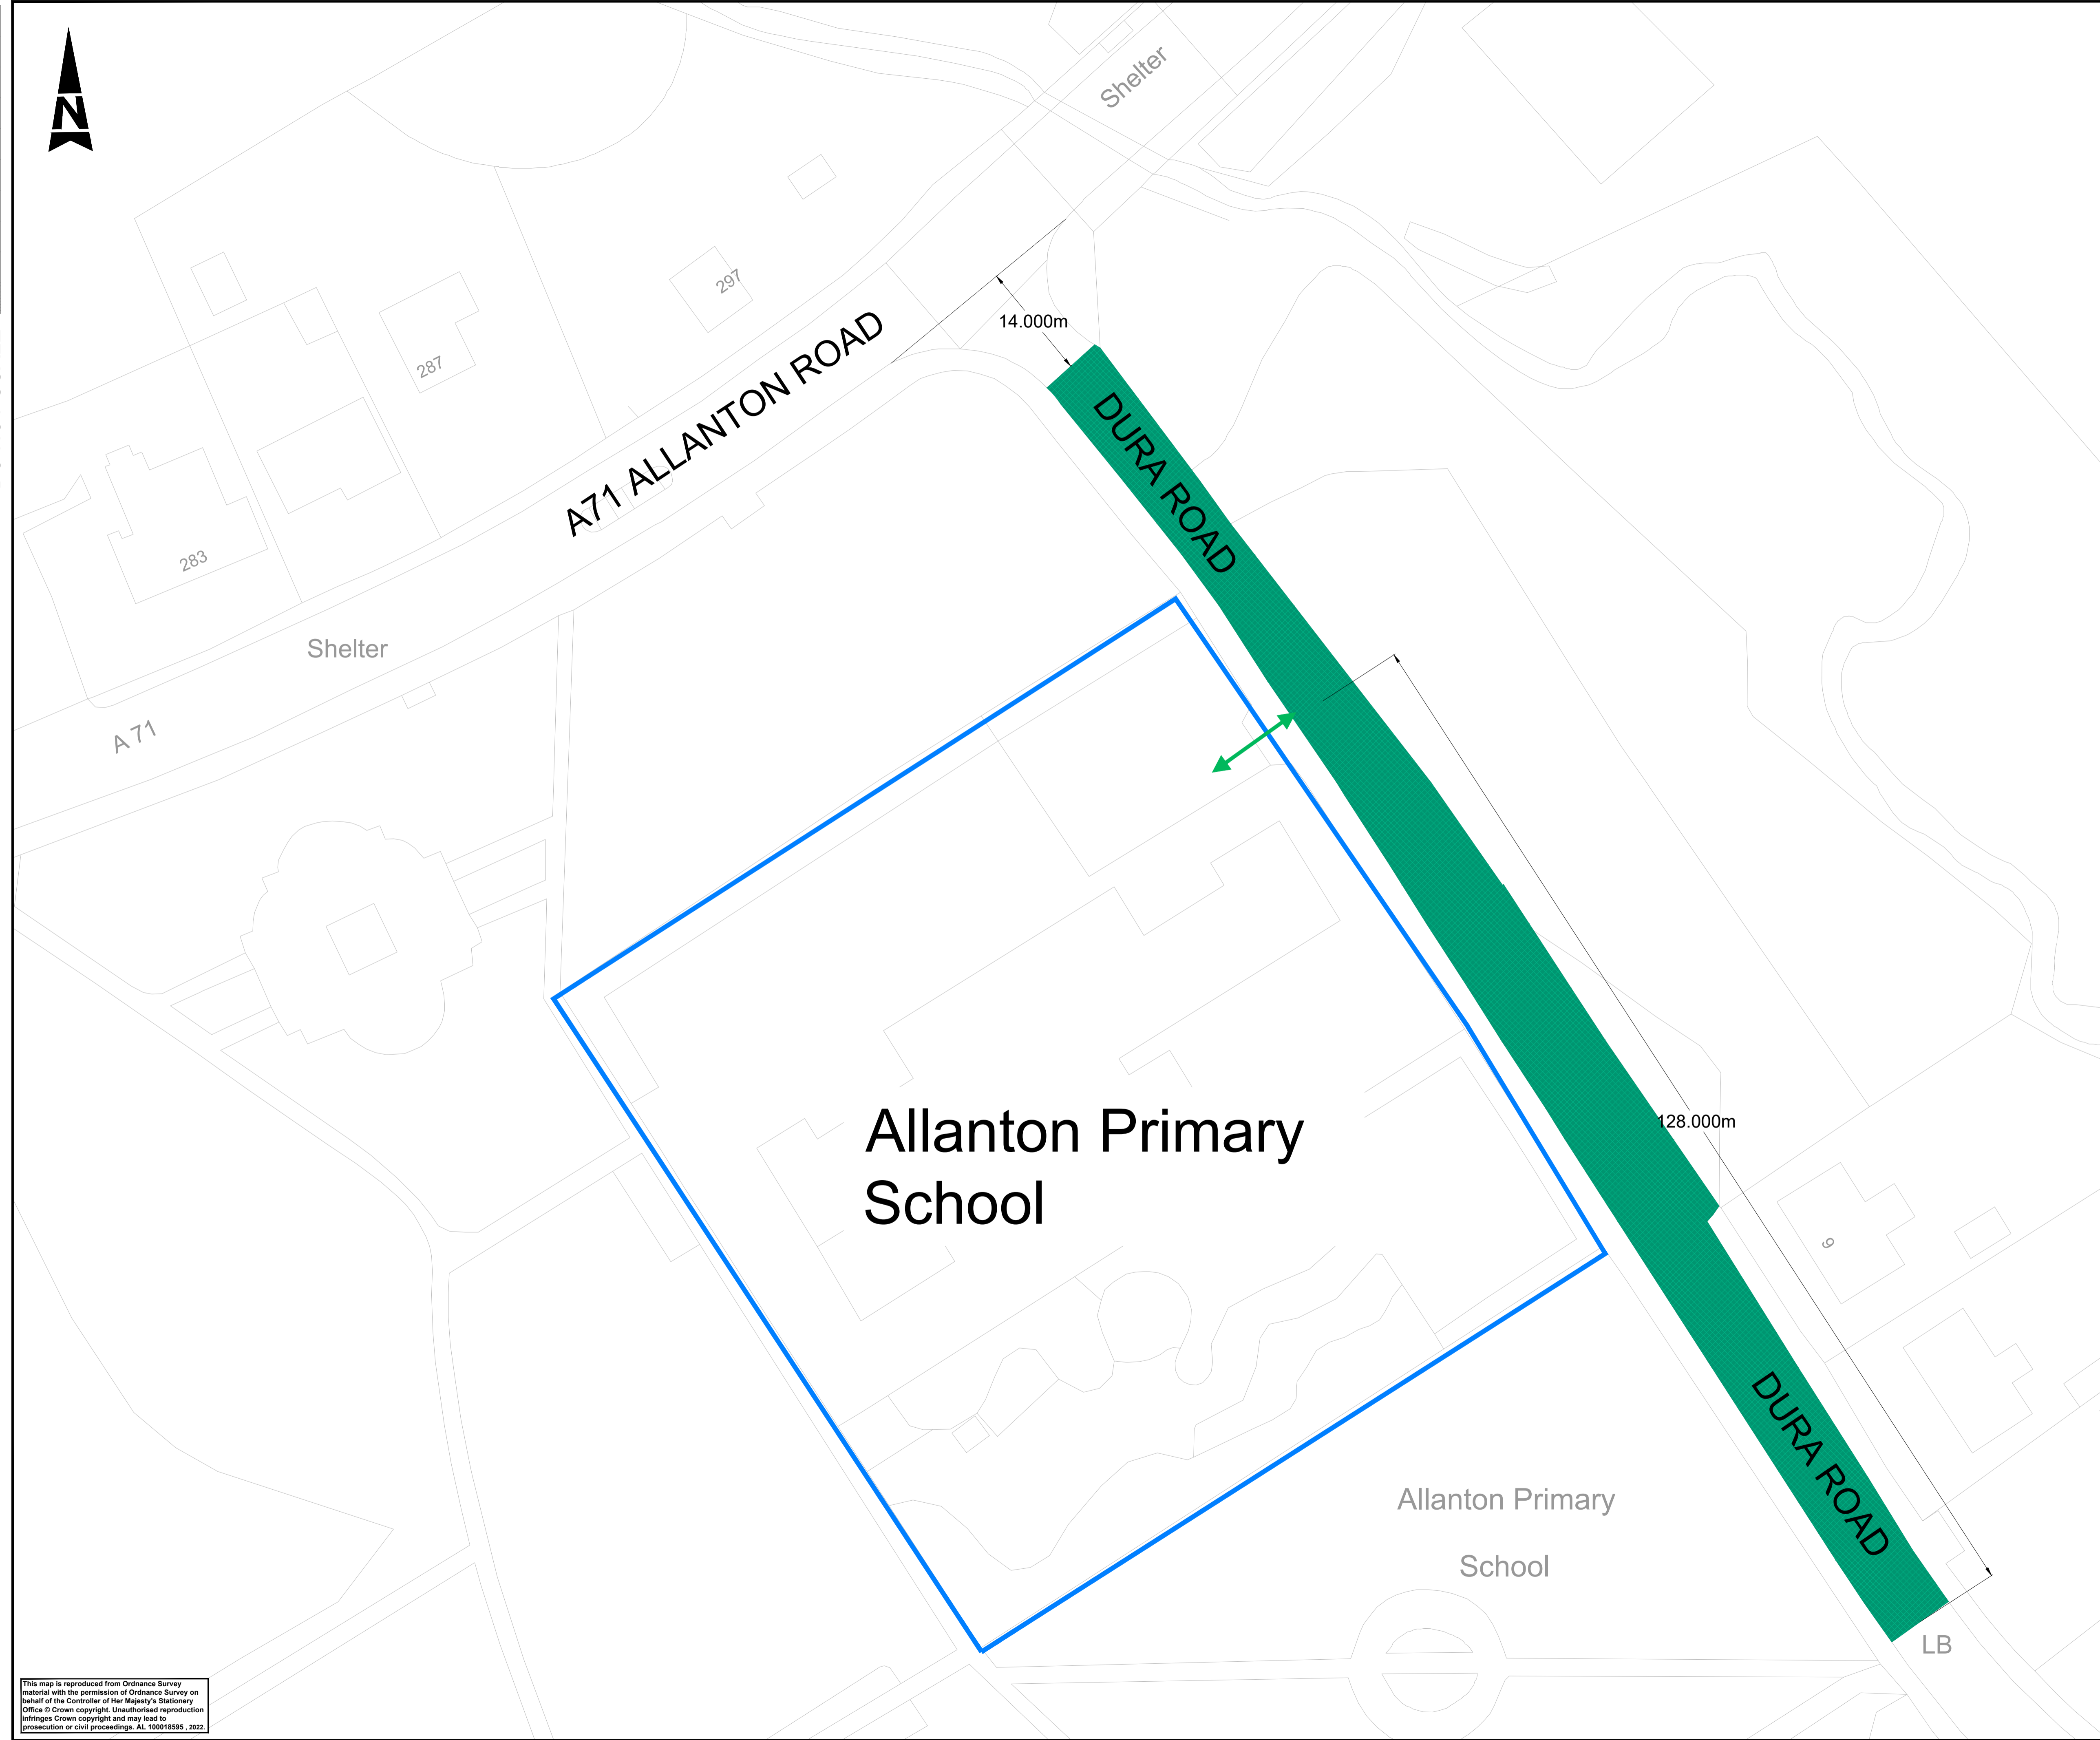 N
Shelter
297
287
14.000m
A71 ALLANTON ROAD
DURA ROAD
283
Shelter
A 71
128.000m
Allanton Primary
School
9
DURA ROAD
Allanton Primary
School
LB
This map is reproduced from Ordnance Survey
material with the permission of Ordnance Survey on
behalf of the Controller of Her Majesty's Stationery
Office © Crown copyright. Unauthorised reproduction
infringes Crown copyright and may lead to
prosecution or civil proceedings. AL 100018595 , 2022.